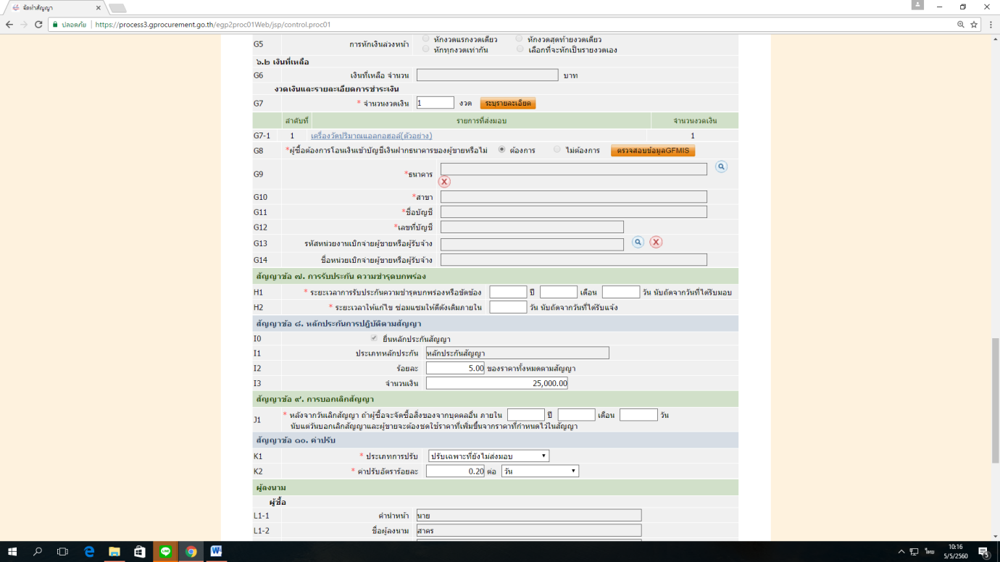 จัดทำสัญญา
ปลอดภัย https://process3.gprocurement.go.th/egp2proc01Web/jsp/control.proc01
หักงวดแรกงวดเดียว หักงวดสุดท้ายงวดเดียว
G5 การหักเงินล่วงหน้า
หักทุกงวดเท่ากัน เลือกที่จะหักเป็นรายงวดเอง
๖.๒ เงินที่เหลือ
G6 เงินที่เหลือ จำนวน บาท
งวดเงินและรายละเอียดการชำระเงิน
G7 * จำนวนงวดเงิน 1 งวด ระบุรายละเอียด
ลำดับที่ รายการที่ส่งมอบ จำนวนงวดเงิน
G7-1 1 เครื่องวัดปริมาณแอลกอฮอล์(ตัวอย่าง) 1
G8 *ผู้ซื้อต้องการโอนเงินเข้าบัญชีเงินฝากธนาคารของผู้ขายหรือไม่ ต้องการ ไม่ต้องการ ตรวจสอบข้อมูลGFMIS
G9 *ธนาคาร
G10 *สาขา
G11 *ชื่อบัญชี
G12 *เลขที่บัญชี
G13 รหัสหน่วยงานเบิกจ่ายผู้ขายหรือผู้รับจ้าง
G14 ชื่อหน่วยเบิกจ่ายผู้ขายหรือผู้รับจ้าง
สัญญาข้อ ๗. การรับประกัน ความชำรุดบกพร่อง
H1 * ระยะเวลาการรับประกันความชำรุดบกพร่องหรือขัดข้อง ปี เดือน วัน นับถัดจากวันที่ได้รับมอบ
H2 * ระยะเวลาให้แก้ไข ซ่อมแซมให้ดีดังเดิมภายใน วัน นับถัดจากวันที่ได้รับแจ้ง
สัญญาข้อ ๘. หลักประกันการปฏิบัติตามสัญญา
I0 ยื่นหลักประกันสัญญา
I1 ประเภทหลักประกัน หลักประกันสัญญา
I2 ร้อยละ 5.00 ของราคาทั้งหมดตามสัญญา
I3 จำนวนเงิน 25,000.00
สัญญาข้อ ๙. การบอกเลิกสัญญา
J1 * หลังจากวันเลิกสัญญา ถ้าผู้ซื้อจะจัดซื้อสิ่งของจากบุคคลอื่น ภายใน ปี เดือน วัน
นับแต่วันบอกเลิกสัญญาและผู้ขายจะต้องชดใช้ราคาที่เพิ่มขึ้นจากราคาที่กำหนดไว้ในสัญญา
สัญญาข้อ ๑๐. ค่าปรับ
K1 * ประเภทการปรับ ปรับเฉพาะที่ยังไม่ส่งมอบ
K2 * ค่าปรับอัตราร้อยละ 0.20 ต่อ วัน
ผู้ลงนาม
ผู้ซื้อ
L1-1 คำนำหน้า นาย
L1-2 ชื่อผู้ลงนาม สาคร
LINE
10:16
ไทย
5/5/2560
5